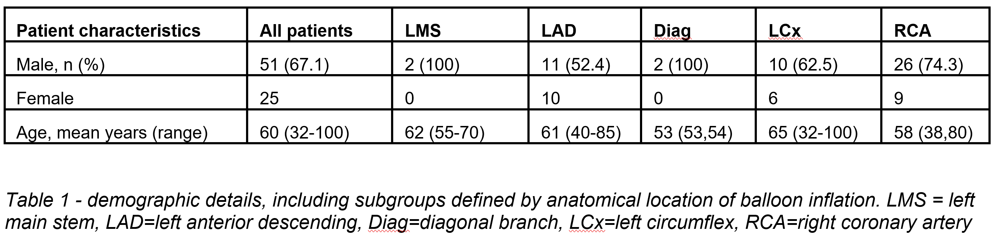 Patient characteristics All patients LMS LAD Diag LCx RCA
Male, n (%) 51 (67.1) 2 (100) 11 (52.4) 2 (100) 10 (62.5) 26 (74.3)
Female 25 0 10 0 6 9
Age, mean years (range) 60 (32-100) 62 (55-70) 61 (40-85) 53 (53,54) 65 (32-100) 58 (38,80)
Table 1 - demographic details, including subgroups defined by anatomical location of balloon inflation. LMS = left
main stem, LAD=left anterior descending, Diag=diagonal branch, LCx=left circumflex, RCA=right coronary artery